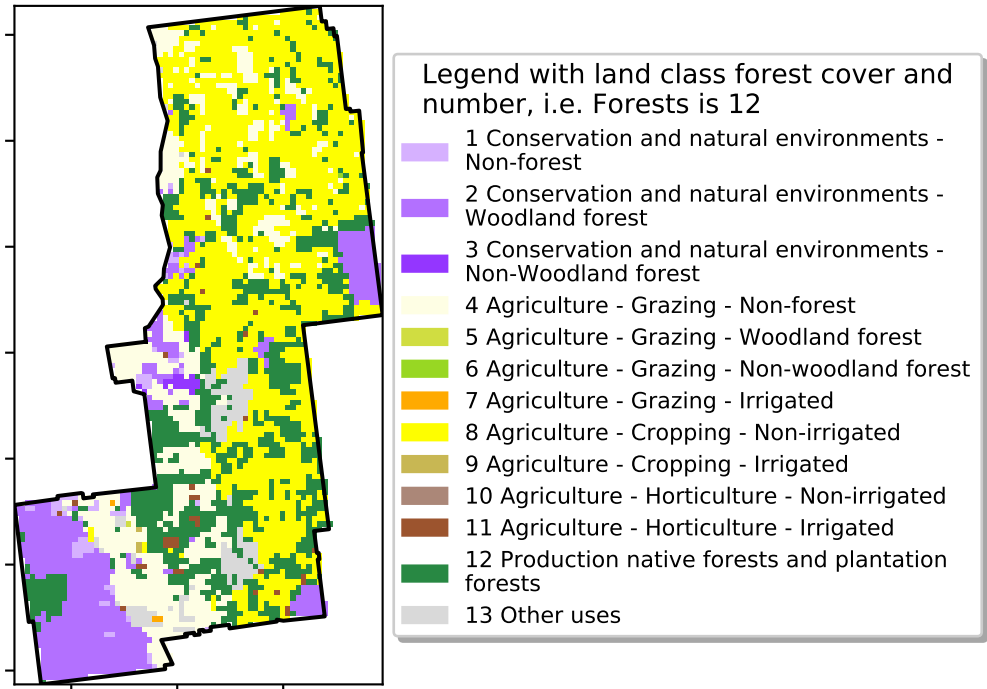 Legend with land class forest cover and
number, i.e. Forests is 12
1 Conservation and natural environments -
Non-forest
2 Conservation and natural environments -
Woodland forest
3 Conservation and natural environments -
Non-Woodland forest
4 Agriculture - Grazing - Non-forest
5 Agriculture - Grazing - Woodland forest
6 Agriculture - Grazing - Non-woodland forest
7 Agriculture - Grazing - Irrigated
8 Agriculture - Cropping - Non-irrigated
9 Agriculture - Cropping - Irrigated
10 Agriculture - Horticulture - Non-irrigated
11 Agriculture - Horticulture - Irrigated
12 Production native forests and plantation
forests
13 Other uses